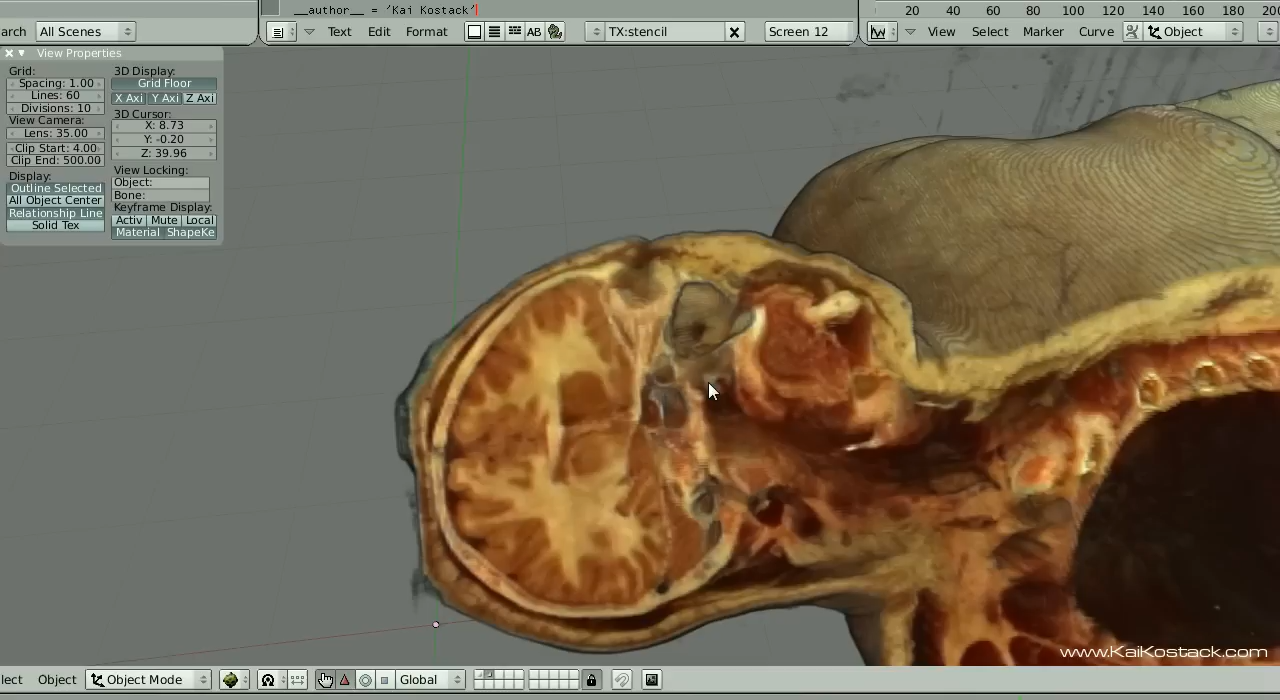 __author__ = 'Kai Kostack'
20 40 60 80 100 120 140 160 180
arch All Scenes
Text Edit Format
AB
TX:stencil
Screen 12
View Select Marker Curve
Object
View Properties
Grid:
Spacing: 1.00
Lines: 60
Divisions: 10
View Camera:
Lens: 35.00
Clip Start: 4.00
Clip End: 500.00
Display:
Outline Selected
All Object Center
Relationship Line
Solid Tex
3D Display:
Grid Floor
X Axi Y Axi Z Axi
3D Cursor:
X: 8.73
Y: -0.20
Z: 39.96
View Locking:
Object:
Bone:
Keyframe Display:
Activ Mute Local
Material ShapeKe
www.KaiKostack.com
lect Object Object Mode Global